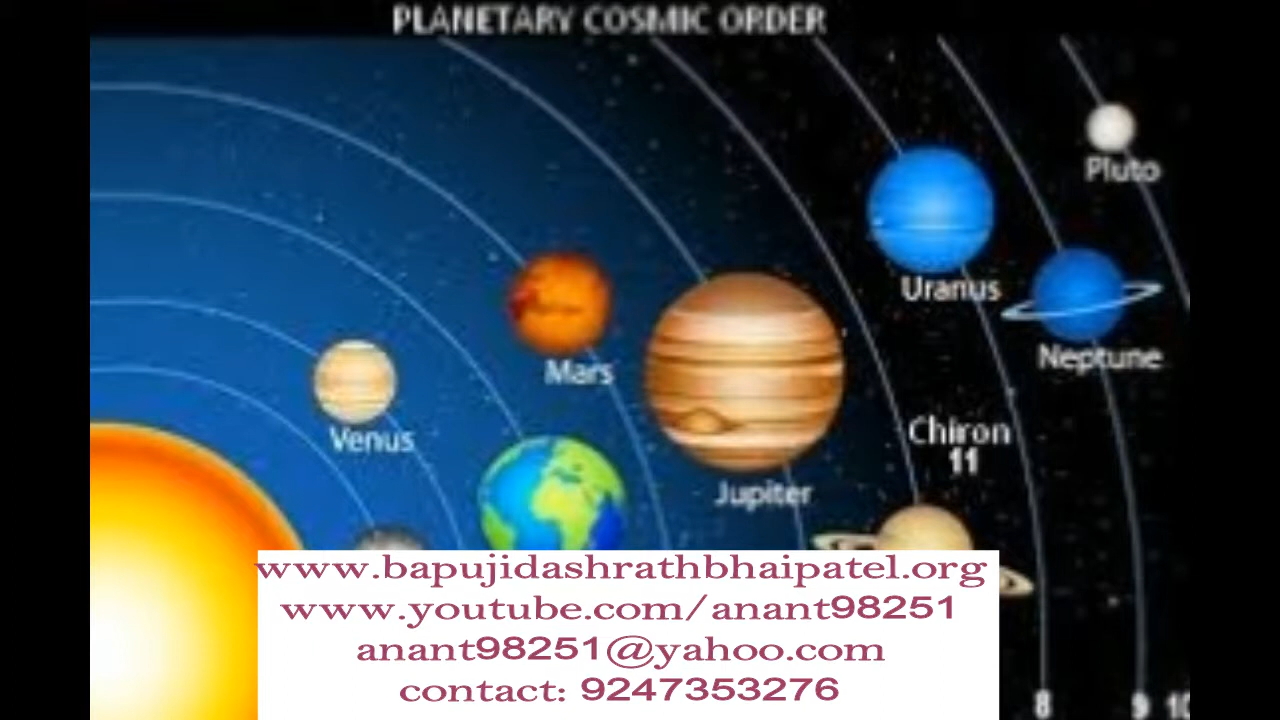 PLANETARY COSMIC ORDER
Pluto
Uranus
Neptune
Mars
Venus
Chiron
11
Jupiter
www.bapujidashrathbhaipatel.org
www.youtube.com/anant98251
anant98251@yahoo.com
contact: 9247353276
8
9
10